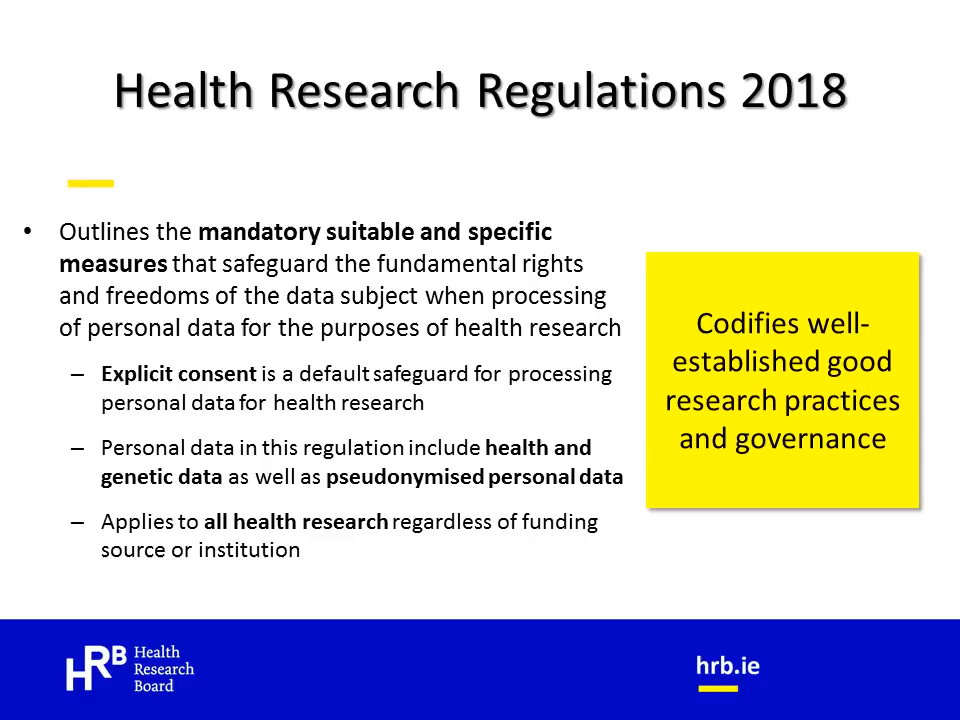 Health Research Regulations 2018
• Outlines the mandatory suitable and specific
measures that safeguard the fundamental rights
and freedoms of the data subject when processing
of personal data for the purposes of health research
– Explicit consent is a default safeguard for processing
personal data for health research
– Personal data in this regulation include health and
genetic data as well as pseudonymised personal data
– Applies to all health research regardless of funding
source or institution
Codifies well-
established good
research practices
and governance
HRB
Health
Research
Board
hrb.ie